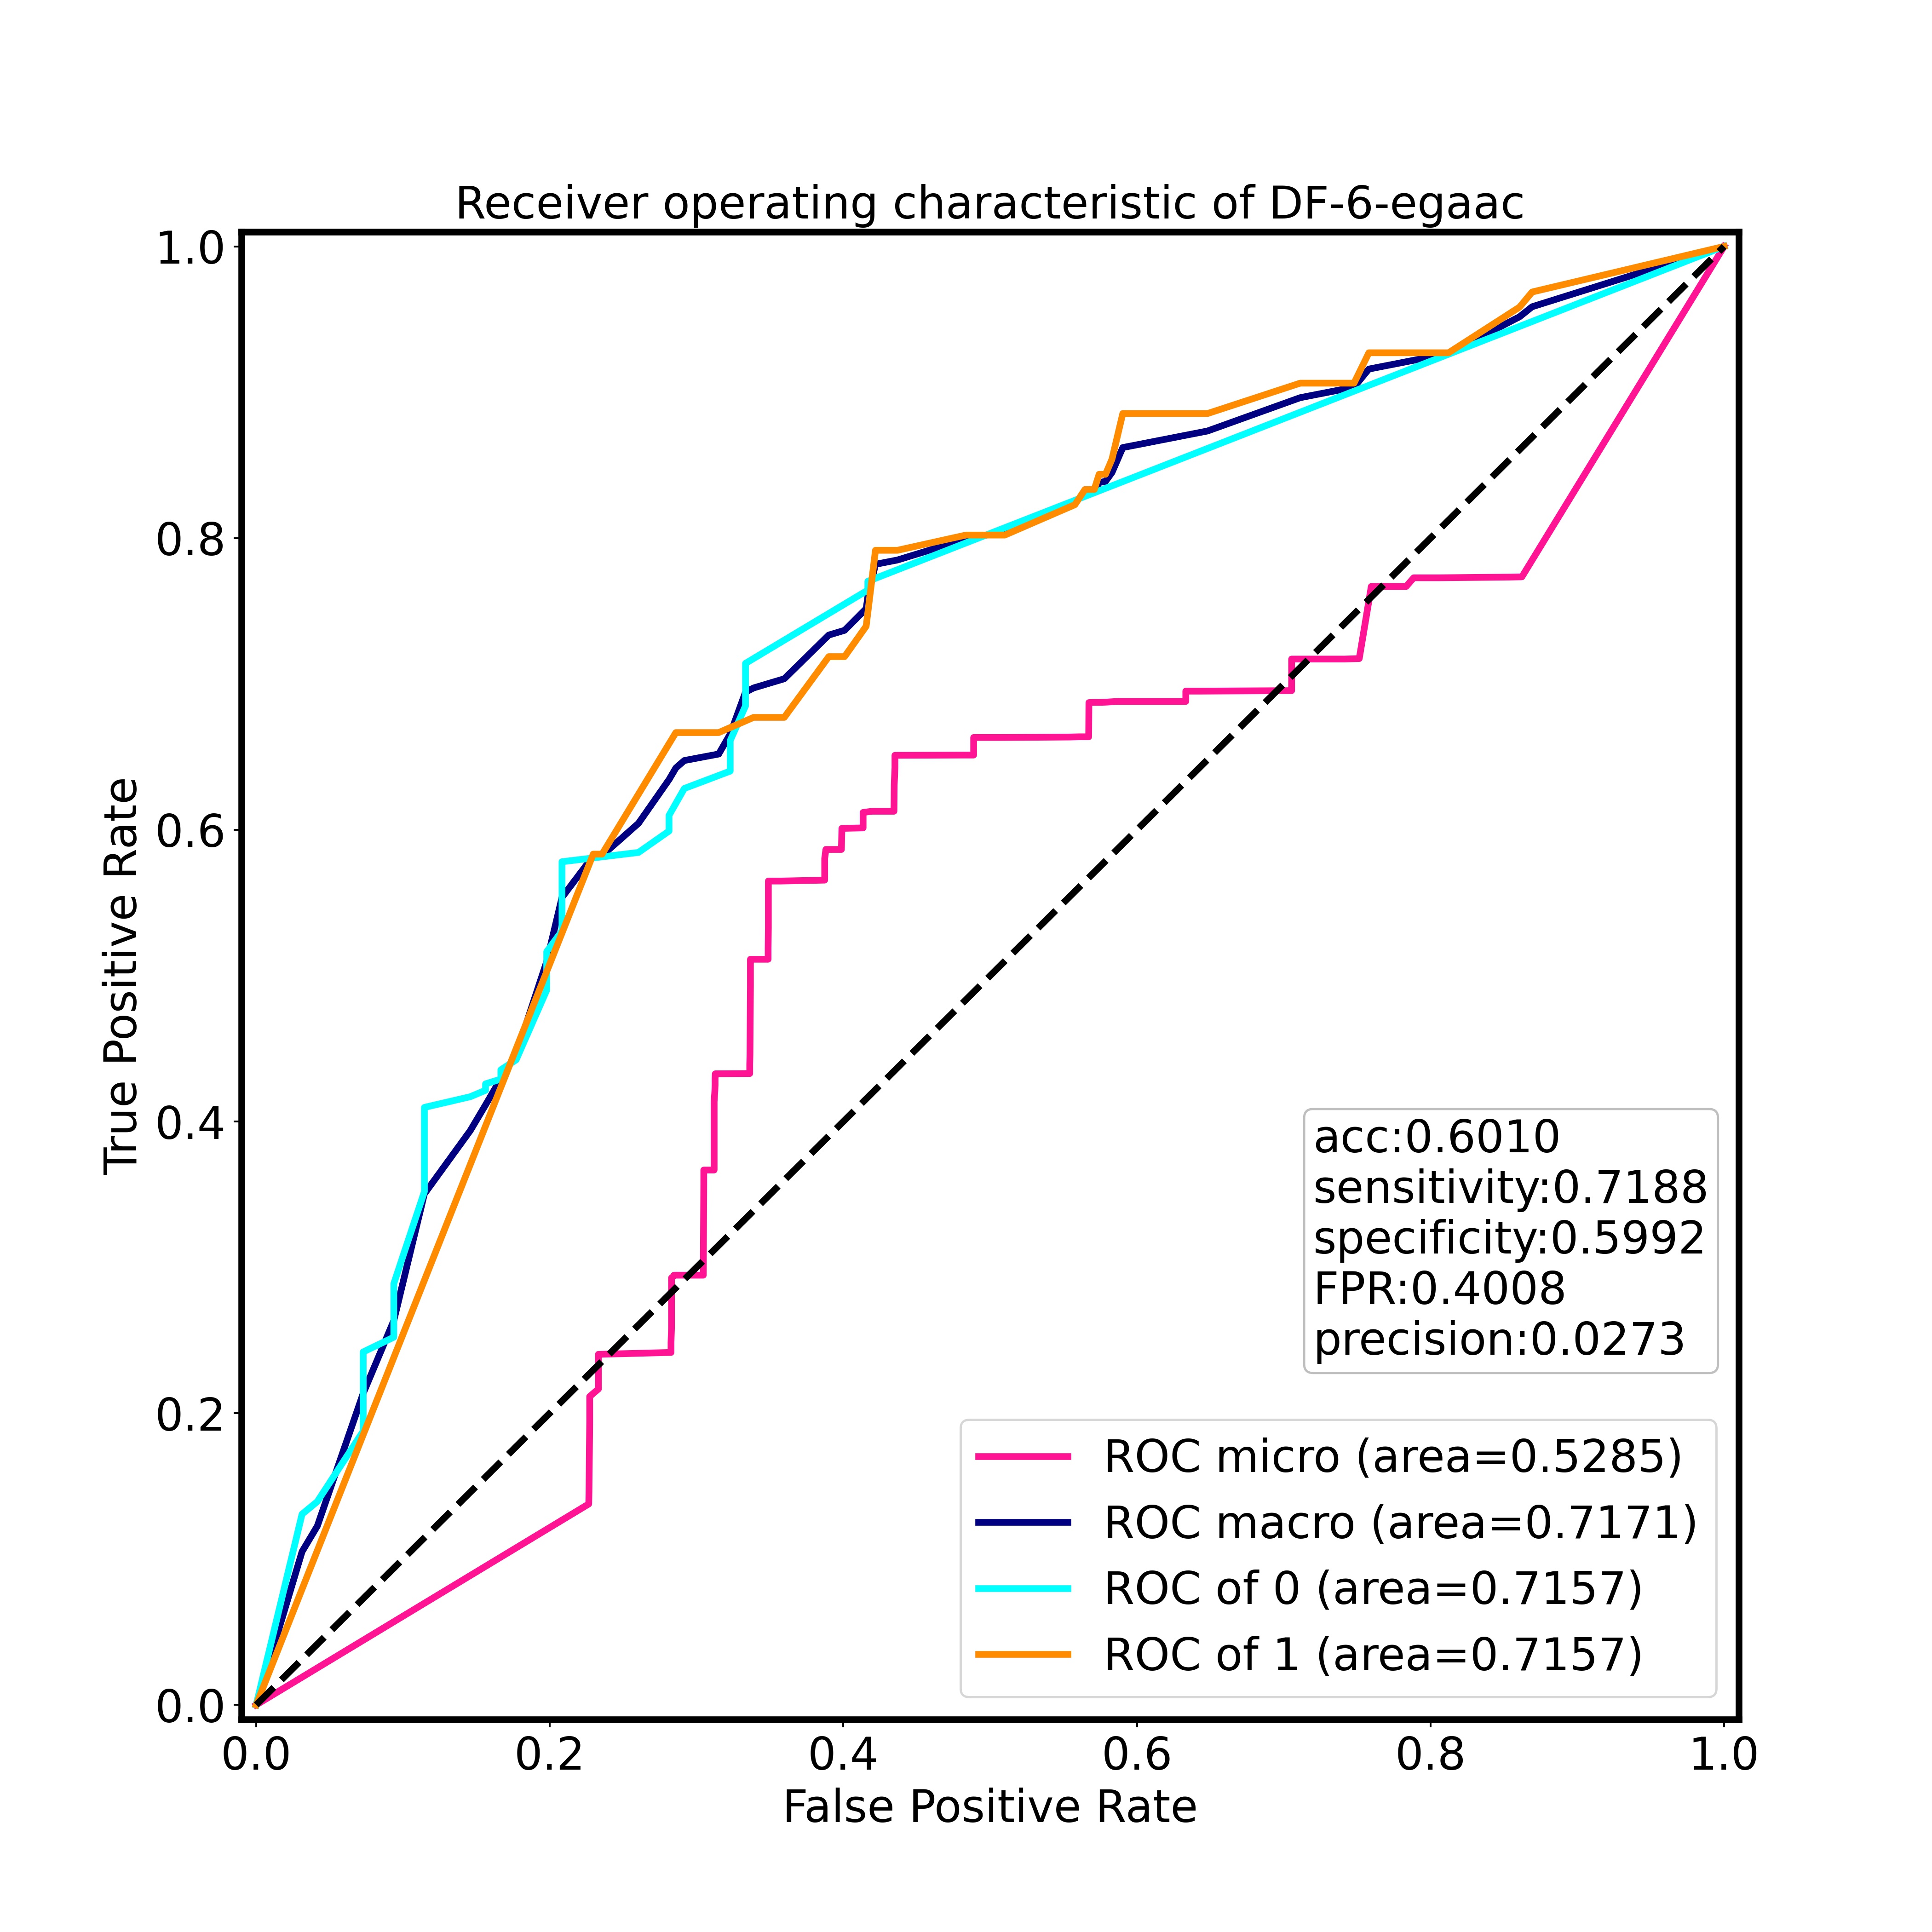 Receiver operating characteristic of DF-6-egaac
1.0
0.8
0.6
0.4
0.2
0.0
True Positive Rate
acc:0.6010
sensitivity:0.7188
specificity:0.5992
FPR:0.4008
precision:0.0273
ROC micro (area=0.5285)
ROC macro (area=0.7171)
ROC of 0 (area=0.7157)
ROC of 1 (area=0.7157)
0.0 0.2 0.4 0.6 0.8 1.0
False Positive Rate